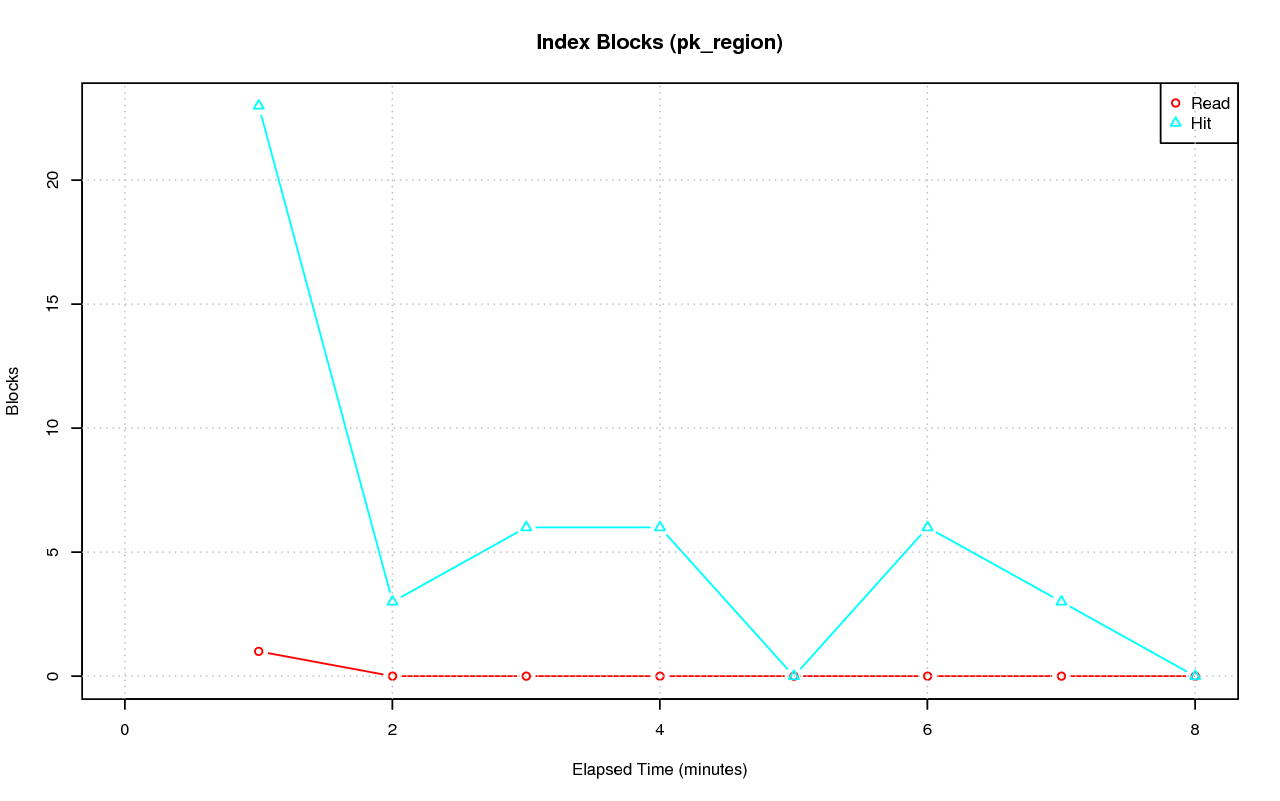 Index Blocks (pk_region)
Read
Hit
Blocks
20
15
10
5
0
0 2 4 6 8
Elapsed Time (minutes)